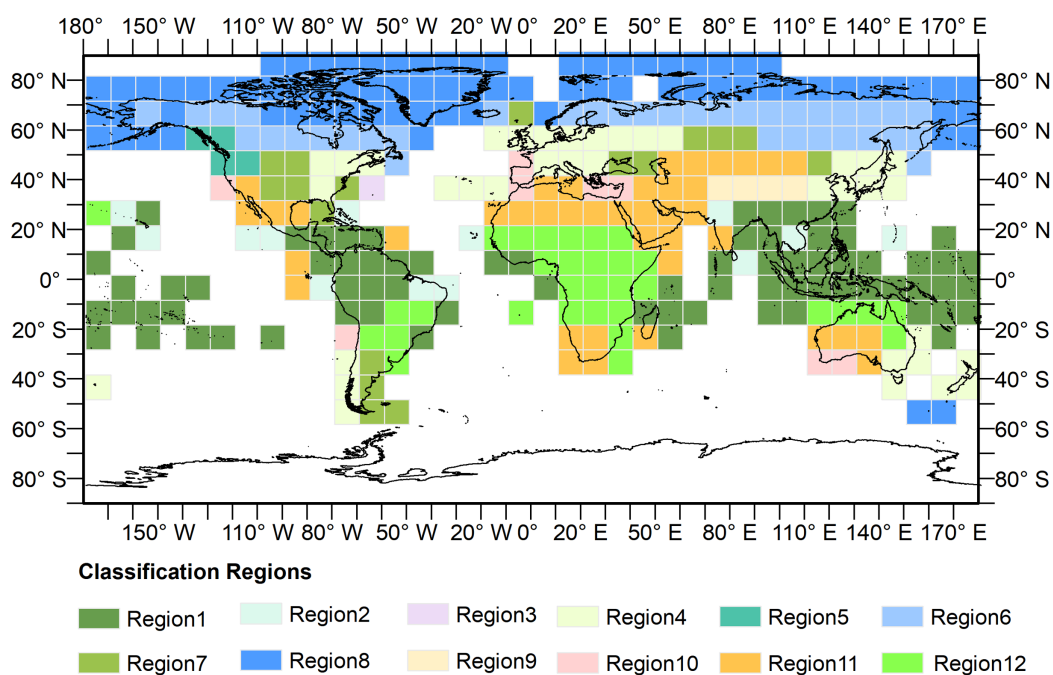 180° 150 W 110° W 80° W 50° W 20° W 0° 20° E 50° E 80° E 110° E 140° E 170° E
80° N 80° N
60° N 60° N
40° N 40° N
20° N 20° N
0° 0°
20° S 20° S
40° S 40° S
60° S 60° S
80° S 80° S
150 W 110° W 80° W 50° W 20° W 0° 20° E 50° E 80° E 110° E 140° E 170° E
Classification Regions
Region1 Region2 Region3 Region4 Region5 Region6
Region7 Region8 Region9 Region10 Region11 Region12